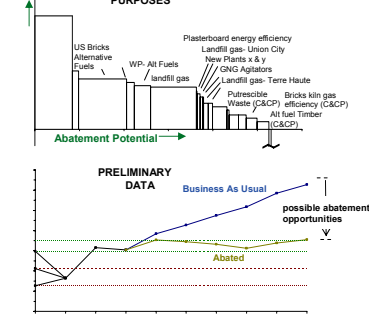 PURPOSES
Plasterboard energy efficiency
Landfill gas- Union City
New Plants x & y
GNG Agitators
Landfill gas- Terre Haute
US Bricks
Alternative
Fuels
WP- Alt Fuels
landfill gas
Putrescible
Waste (C&CP)
Bricks kiln gas
efficiency (C&CP)
Alt fuel Timber
(C&CP)
Abatement Potential
PRELIMINARY
DATA
Business As Usual
possible abatement
opportunities
Abated